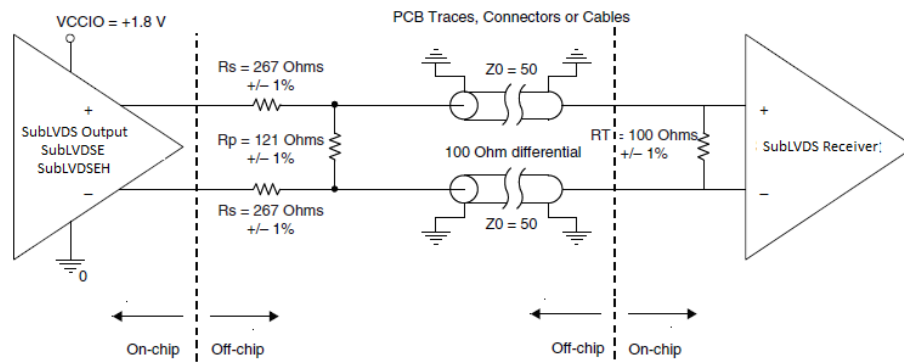 VCCIO = +1.8 V
PCB Traces, Connectors or Cables
Rs = 267 Ohms
+/– 1%
Z0 = 50
+
SubLVDS Output
SubLVDSE
SubLVDSEH
–
Rp = 121 Ohms
+/– 1%
100 Ohm differential
RT = 100 Ohms
+/– 1%
+
SubLVDS Receiver
–
Rs = 267 Ohms
+/– 1%
Z0 = 50
0
On-chip
Off-chip
Off-chip
On-chip